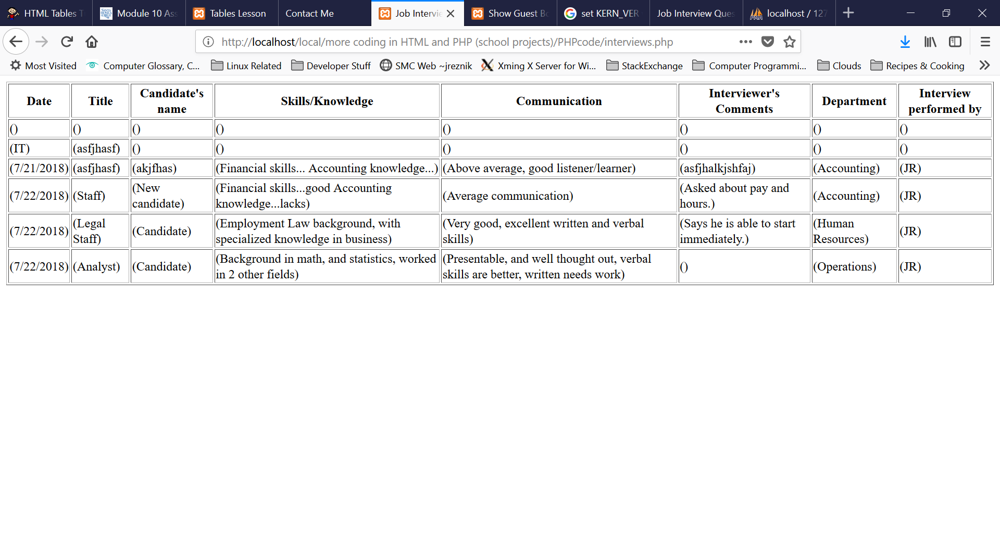 HTML Tables T Module 10 Ass Tables Lesson Contact Me Job Intervie Show Guest Bo set KERN_VER Job Interview Ques localhost / 127
http://localhost/local/more coding in HTML and PHP (school projects)/PHPcode/interviews.php
Most Visited Computer Glossary, C... Linux Related Developer Stuff SMC Web ~jreznik Xming X Server for Wi... StackExchange Computer Programmi... Clouds Recipes & Cooking
Date Title Candidate's name Skills/Knowledge Communication Interviewer's Comments Department Interview performed by
() () () () () () () ()
(IT) (asfjhasf) () () () () () ()
(7/21/2018) (asfjhasf) (akjfhas) (Financial skills... Accounting knowledge...) (Above average, good listener/learner) (asfjhalkjshfaj) (Accounting) (JR)
(7/22/2018) (Staff) (New candidate) (Financial skills...good Accounting knowledge...lacks) (Average communication) (Asked about pay and hours.) (Accounting) (JR)
(7/22/2018) (Legal Staff) (Candidate) (Employment Law background, with specialized knowledge in business) (Very good, excellent written and verbal skills) (Says he is able to start immediately.) (Human Resources) (JR)
(7/22/2018) (Analyst) (Candidate) (Background in math, and statistics, worked in 2 other fields) (Presentable, and well thought out, verbal skills are better, written needs work) () (Operations) (JR)